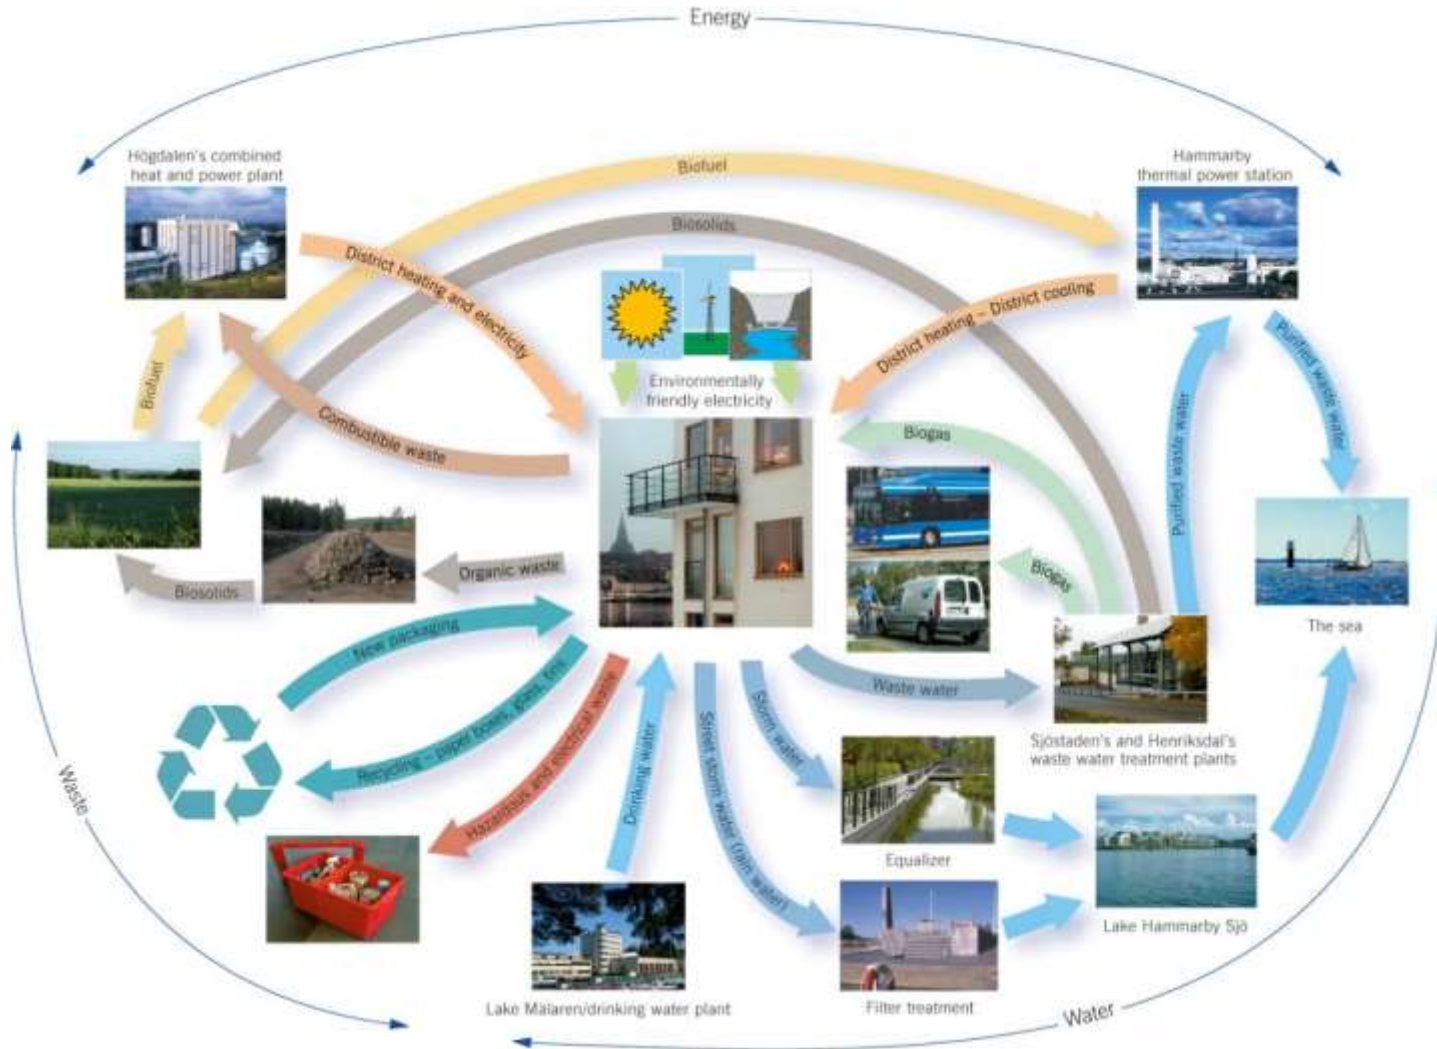 Energy
Högdalen's combined
heat and power plant
Hammarby
thermal power station
Biofuel
Biosolids
District heating and electricity
District heating – District cooling
Purified waste water
Biofuel
Combustible waste
Environmentally
friendly electricity
Biogas
Purified waste water
Biogas
Organic waste
Biosolids
The sea
New packaging
Waste water
Recycling – paper boxes, glass, tins
Hazardous and electrical waste
Drinking water
Street storm water (rain water)
Storm water
Sjöstaden's and Henriksdal's
waste water treatment plants
Waste
Equalizer
Lake Hammarby Sjö
Lake Mälaren/drinking water plant
Filter treatment
Water